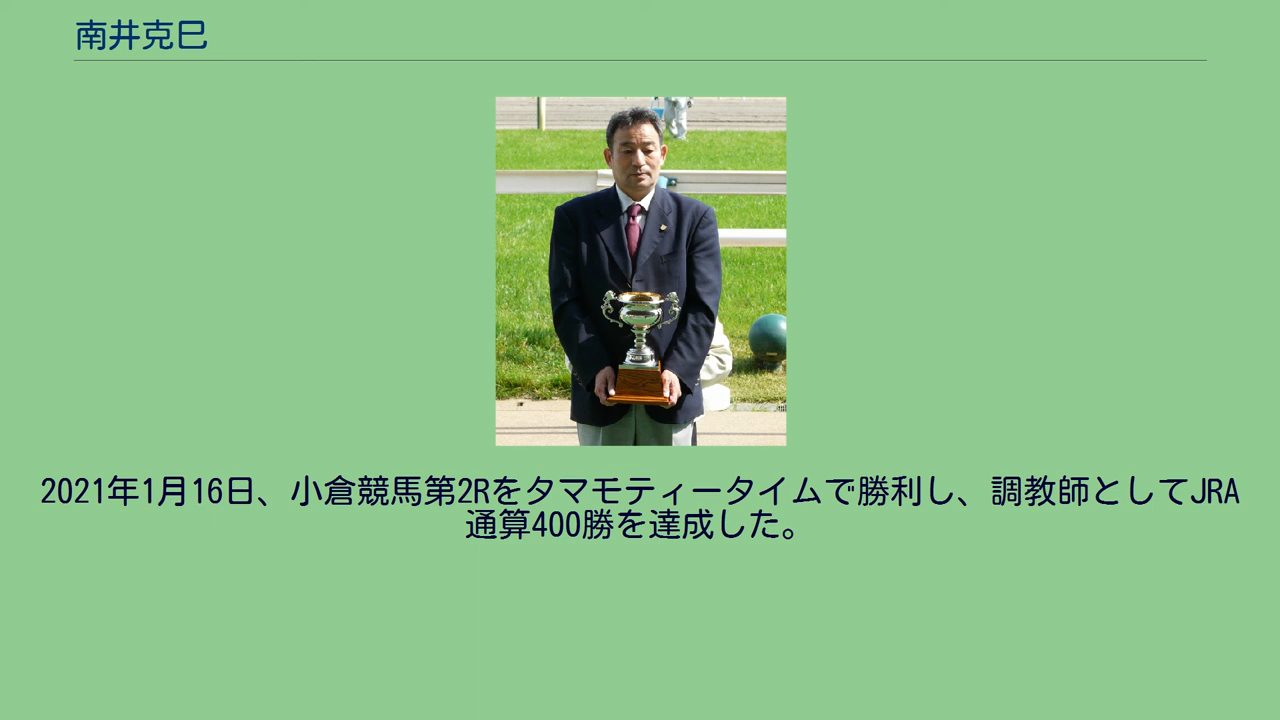 南井克巳
2021年1月16日、小倉競馬第2Rをタマモティータイムで勝利し、調教師としてJRA
通算400勝を達成した。